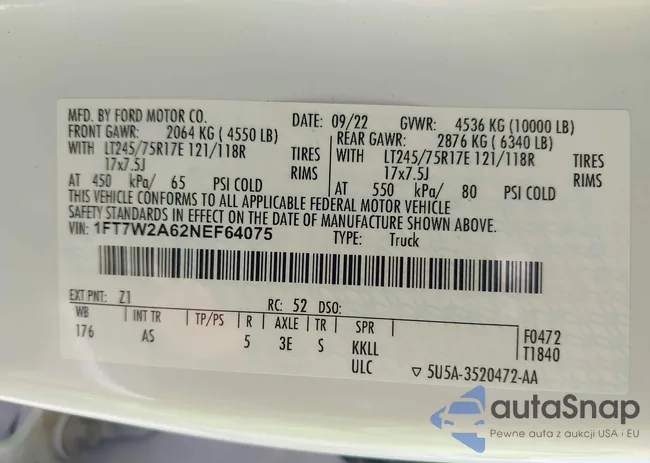 MFD. BY FORD MOTOR CO. DATE: 09/22 GVWR: 4536 KG (10000 LB)
FRONT GAWR: 2064 KG ( 4550 LB) REAR GAWR: 2876 KG ( 6340 LB)
WITH LT245/75R17E 121/118R TIRES WITH LT245/75R17E 121/118R TIRES
17x7.5J RIMS 17x7.5J RIMS
AT 450 kPa/ 65 PSI COLD AT 550 kPa/ 80 PSI COLD
THIS VEHICLE CONFORMS TO ALL APPLICABLE FEDERAL MOTOR VEHICLE
SAFETY STANDARDS IN EFFECT ON THE DATE OF MANUFACTURE SHOWN ABOVE.
VIN: 1FT7W2A62NEF64075 TYPE: Truck
EXT PNT: Z1 RC: 52 DSO:
WB INT TR TP/PS R AXLE TR SPR F0472
176 AS 5 3E S KKLL T1840
ULC ▽ 5U5A-3520472-AA
autaSnap
Pewne auta z aukcji USA i EU